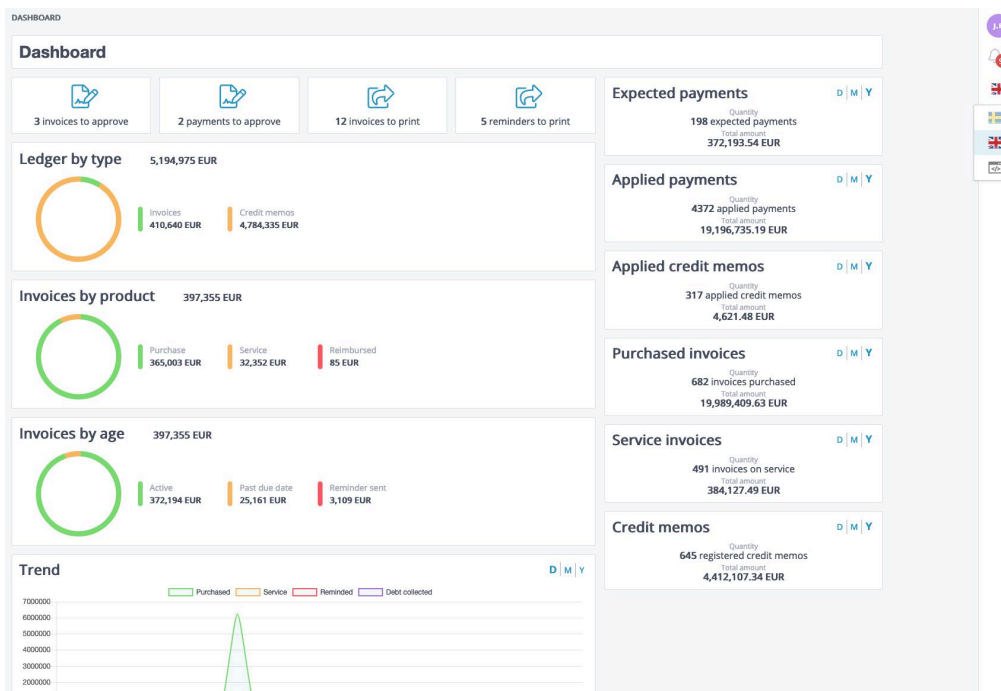 DASHBOARD
Dashboard
3 invoices to approve
2 payments to approve
12 invoices to print
5 reminders to print
Ledger by type 5,194,975 EUR
Invoices
410,640 EUR
Credit memos
4,784,335 EUR
Invoices by product 397,355 EUR
Purchase
365,003 EUR
Service
32,352 EUR
Reimbursed
85 EUR
Invoices by age 397,355 EUR
Active
372,194 EUR
Past due date
25,161 EUR
Reminder sent
3,109 EUR
Trend D M Y
Purchased Service Reminded Debt collected
7000000
6000000
5000000
4000000
3000000
2000000
Expected payments D M Y
Quantity
198 expected payments
Total amount
372,193.54 EUR
Applied payments D M Y
Quantity
4372 applied payments
Total amount
19,196,735.19 EUR
Applied credit memos D M Y
Quantity
317 applied credit memos
Total amount
4,621.48 EUR
Purchased invoices D M Y
Quantity
682 invoices purchased
Total amount
19,989,409.63 EUR
Service invoices D M Y
Quantity
491 invoices on service
Total amount
384,127.49 EUR
Credit memos D M Y
Quantity
645 registered credit memos
Total amount
4,412,107.34 EUR